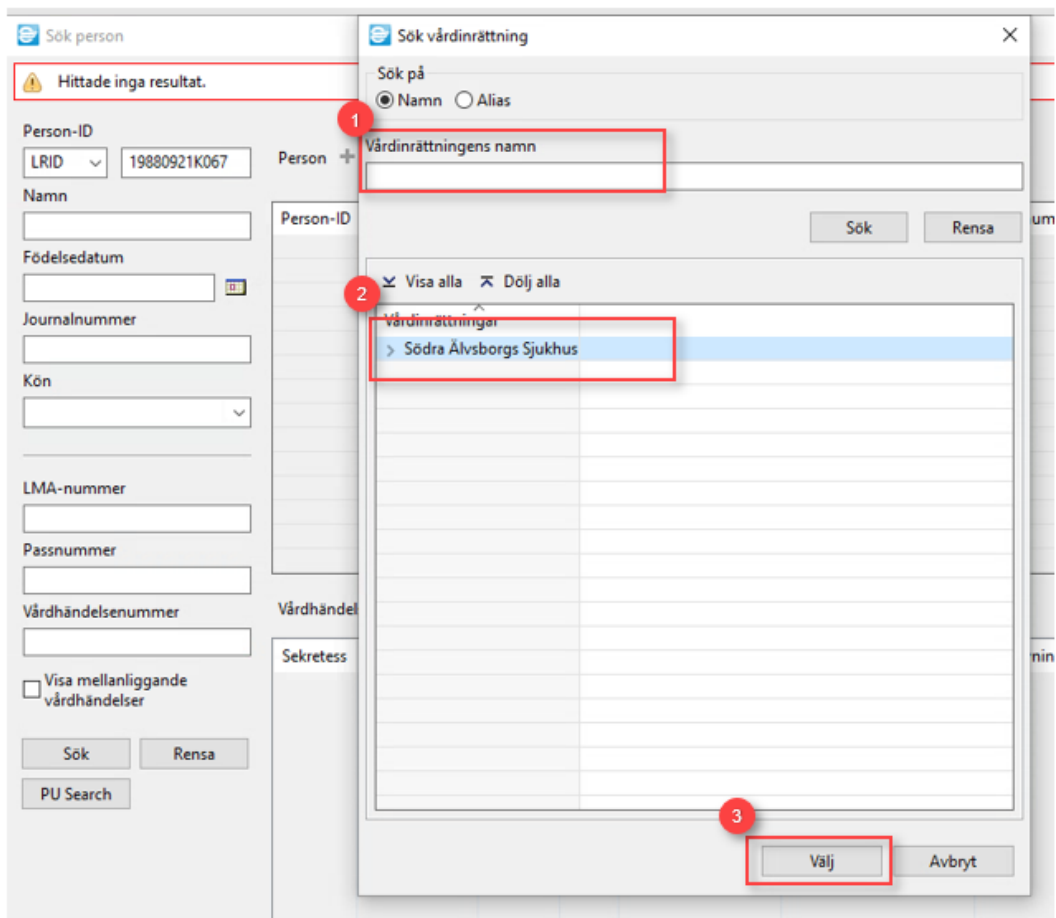 Sök person
Hittade inga resultat.
Person-ID
LRID
19880921K067
Namn
Födelsedatum
Journalnummer
Kön
LMA-nummer
Passnummer
Vårdhändelsenummer
Visa mellanliggande
vårdhändelser
Sök Rensa
PU Search
Person
Person-ID
Vårdhändel
Sekretess
Sök vårdinrättning
Sök på
Namn Alias
1
Vårdinrättningens namn
Sök Rensa
2
Visa alla Dölj alla
Vårdinrättningar
Södra Älvsborgs Sjukhus
3
Välj Avbryt
um
nin